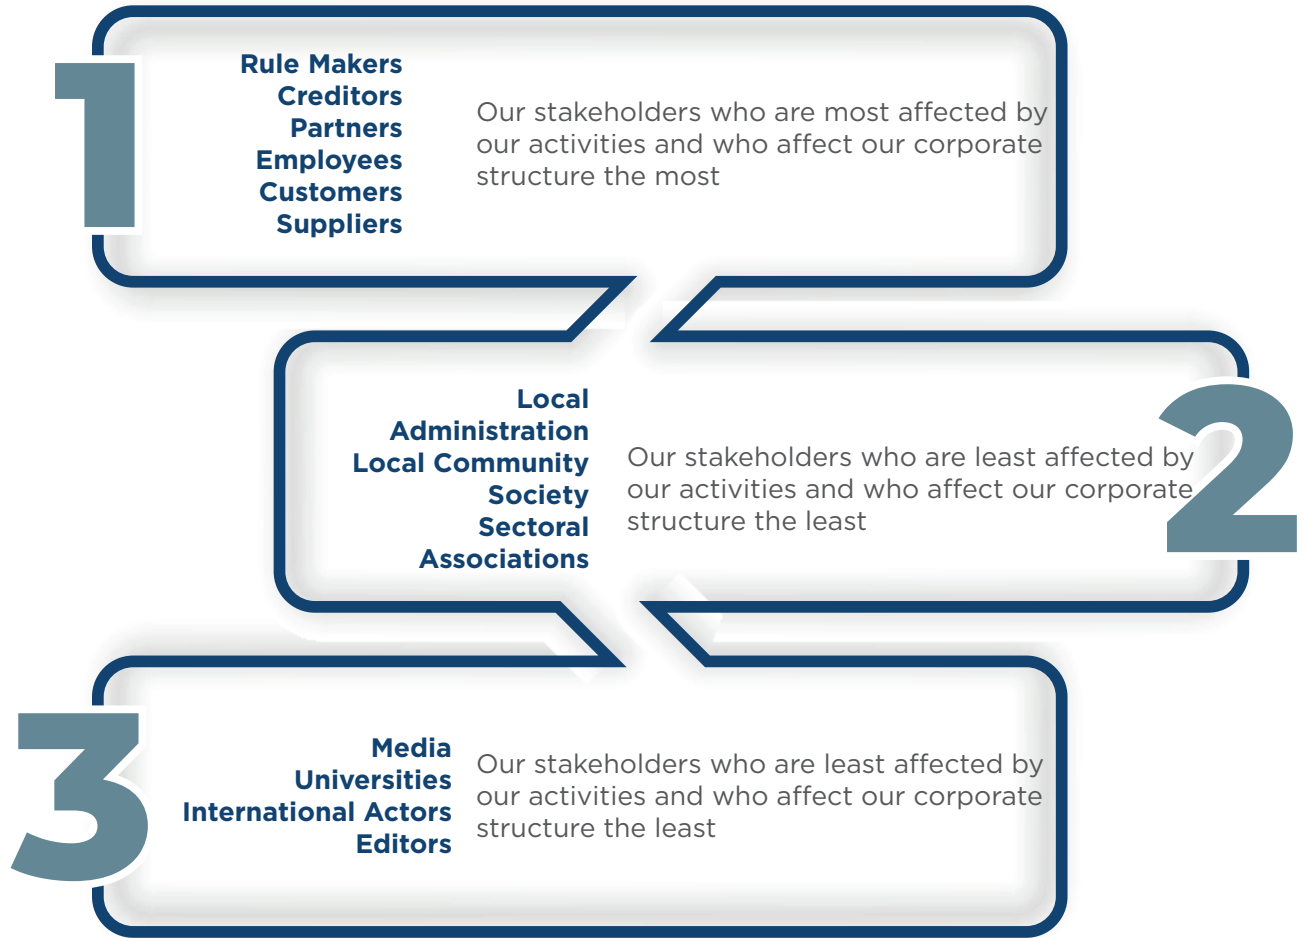 1
Rule Makers
Creditors
Partners
Employees
Customers
Suppliers
Our stakeholders who are most affected by
our activities and who affect our corporate
structure the most
Local
Administration
Local Community
Society
Sectoral
Associations
Our stakeholders who are least affected by
our activities and who affect our corporate
structure the least
2
3
Media
Universities
International Actors
Editors
Our stakeholders who are least affected by
our activities and who affect our corporate
structure the least